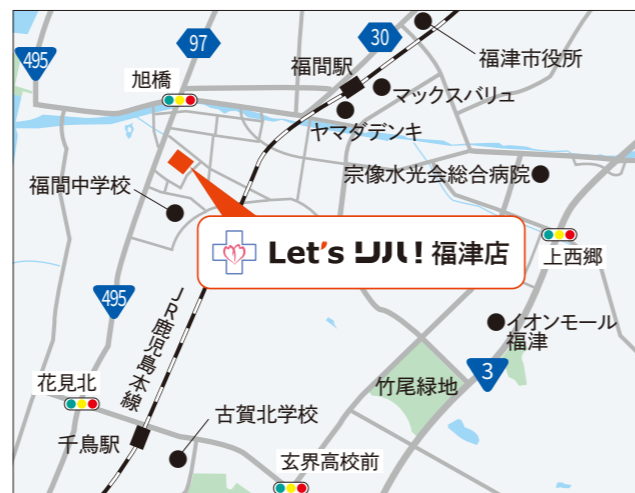 495
97
30
福津市役所
旭橋
福間駅
マックスバリュ
ヤマダデンキ
宗像水光会総合病院
福間中学校
Let's リハ! 福津店
上西郷
495
JR鹿児島本線
イオンモール
福津
3
花見北
竹尾緑地
古賀北学校
千鳥駅
玄界高校前